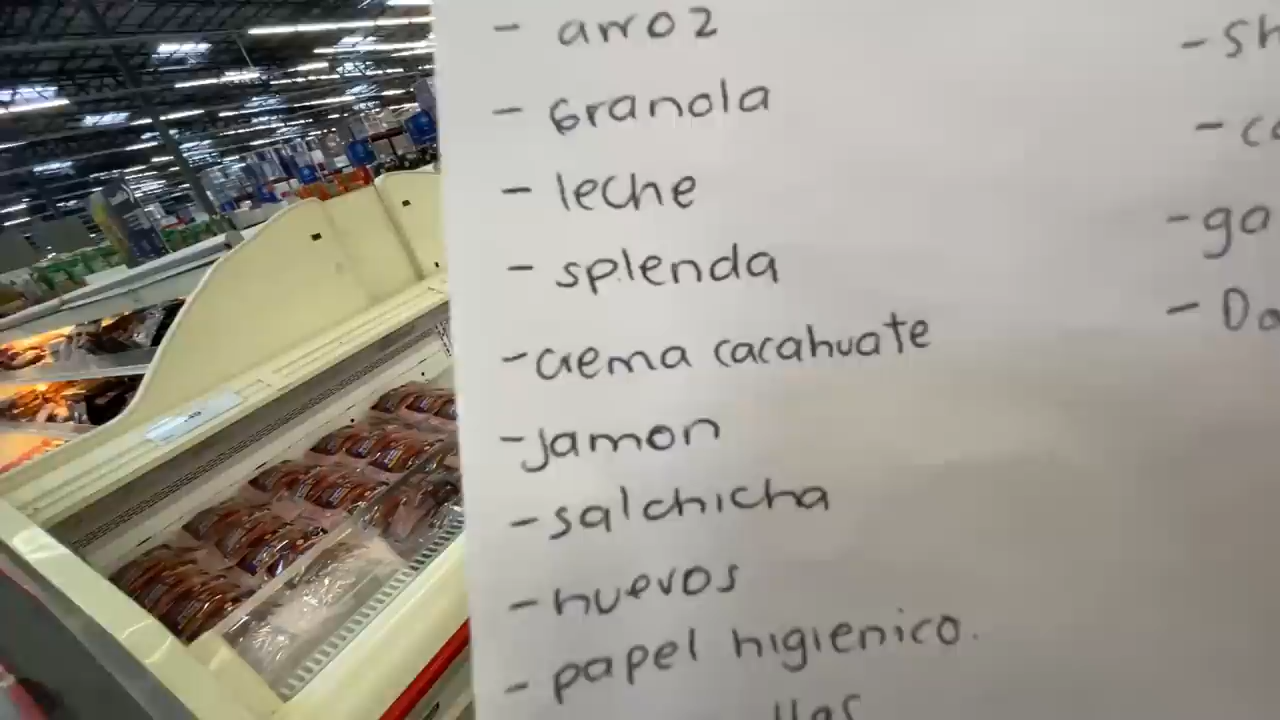 - arroz
- Granola
- leche
- splenda
- crema cacahuate
- Jamon
- salchicha
- huevos
- papel higienico.